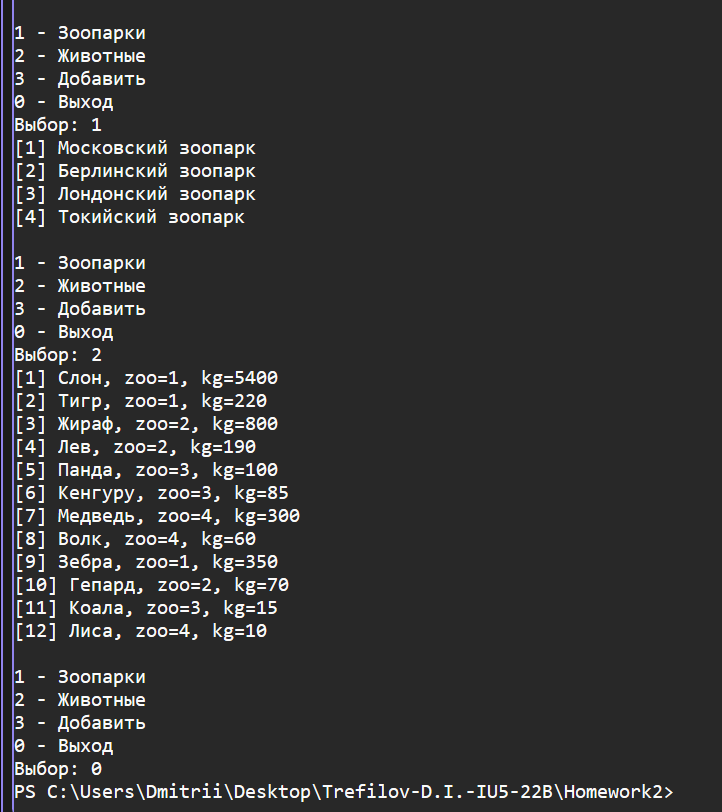 1 - Зоопарки
2 - Животные
3 - Добавить
0 - Выход
Выбор: 1
[1] Московский зоопарк
[2] Берлинский зоопарк
[3] Лондонский зоопарк
[4] Токийский зоопарк
1 - Зоопарки
2 - Животные
3 - Добавить
0 - Выход
Выбор: 2
[1] Слон, zoo=1, kg=5400
[2] Тигр, zoo=1, kg=220
[3] Жираф, zoo=2, kg=800
[4] Лев, zoo=2, kg=190
[5] Панда, zoo=3, kg=100
[6] Кенгуру, zoo=3, kg=85
[7] Медведь, zoo=4, kg=300
[8] Волк, zoo=4, kg=60
[9] Зебра, zoo=1, kg=350
[10] Гепард, zoo=2, kg=70
[11] Коала, zoo=3, kg=15
[12] Лиса, zoo=4, kg=10
1 - Зоопарки
2 - Животные
3 - Добавить
0 - Выход
Выбор: 0
PS C:\Users\Dmitrii\Desktop\Trefilov-D.I.-IU5-22B\Homework2>